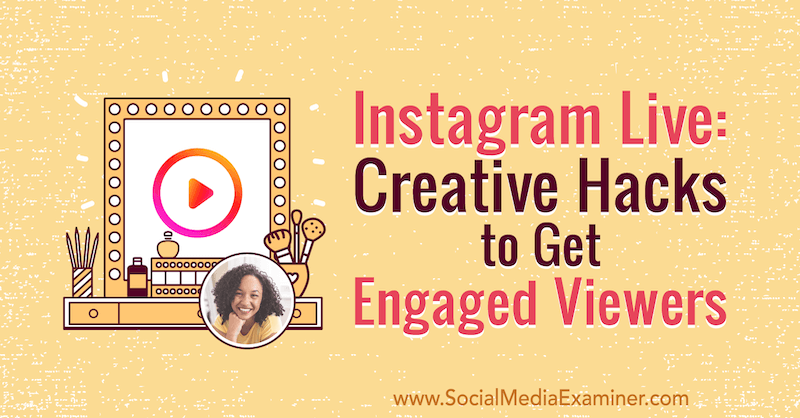 Instagram Live:
Creative Hacks
to Get
Engaged Viewers
www.SocialMediaExaminer.com